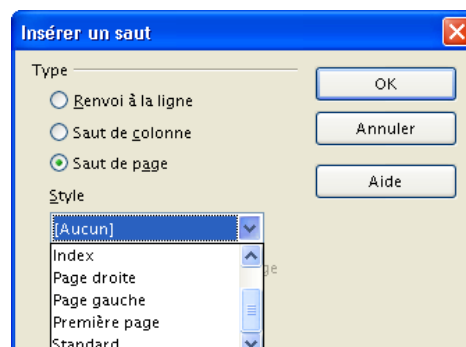 Insérer un saut
Type
Renvoi à la ligne
Saut de colonne
Saut de page
Style
[Aucun]
Index
Page droite
Page gauche
Première page
Standard
OK
Annuler
Aide